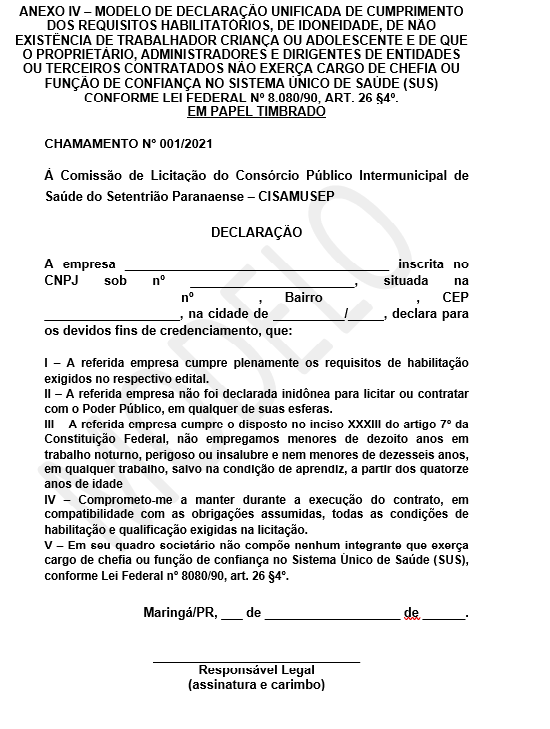 ANEXO IV – MODELO DE DECLARAÇÃO UNIFICADA DE CUMPRIMENTO
DOS REQUISITOS HABILITATÓRIOS, DE IDONEIDADE, DE NÃO
EXISTÊNCIA DE TRABALHADOR CRIANÇA OU ADOLESCENTE E DE QUE
O PROPRIETÁRIO, ADMINISTRADORES E DIRIGENTES DE ENTIDADES
OU TERCEIROS CONTRATADOS NÃO EXERÇA CARGO DE CHEFIA OU
FUNÇÃO DE CONFIANÇA NO SISTEMA ÚNICO DE SAÚDE (SUS)
CONFORME LEI FEDERAL Nº 8.080/90, ART. 26 §4º.
EM PAPEL TIMBRADO
CHAMAMENTO Nº 001/2021
À Comissão de Licitação do Consórcio Público Intermunicipal de
Saúde do Setentrião Paranaense – CISAMUSEP
DECLARAÇÃO
A empresa ______________________________________ inscrita no
CNPJ sob nº _______________________, situada na
nº , Bairro , CEP
___________________, na cidade de __________/_____, declara para
os devidos fins de credenciamento, que:
I – A referida empresa cumpre plenamente os requisitos de habilitação
exigidos no respectivo edital.
II – A referida empresa não foi declarada inidônea para licitar ou contratar
com o Poder Público, em qualquer de suas esferas.
III A referida empresa cumpre o disposto no inciso XXXIII do artigo 7º da
Constituição Federal, não empregamos menores de dezoito anos em
trabalho noturno, perigoso ou insalubre e nem menores de dezesseis anos,
em qualquer trabalho, salvo na condição de aprendiz, a partir dos quatorze
anos de idade
IV – Comprometo-me a manter durante a execução do contrato, em
compatibilidade com as obrigações assumidas, todas as condições de
habilitação e qualificação exigidas na licitação.
V – Em seu quadro societário não compõe nenhum integrante que exerça
cargo de chefia ou função de confiança no Sistema Único de Saúde (SUS),
conforme Lei Federal nº 8080/90, art. 26 §4º.
Maringá/PR, ___ de ___________________ de ______.
_____________________________
Responsável Legal
(assinatura e carimbo)
MODELO